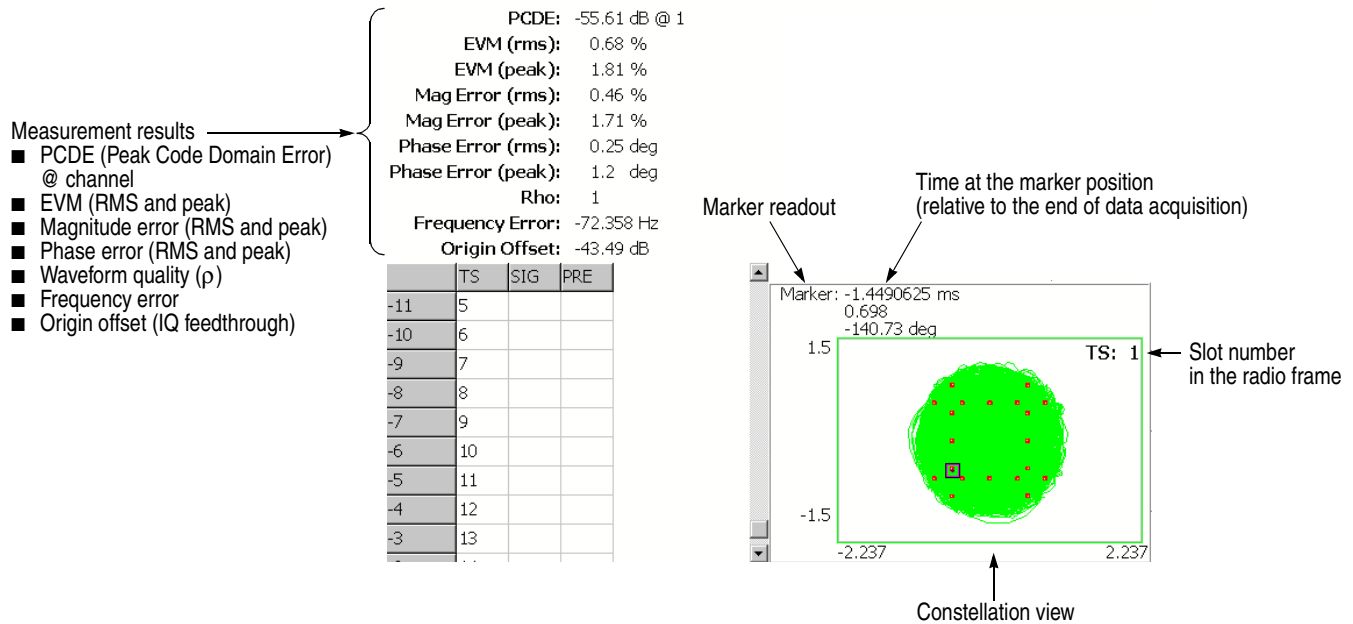 PCDE: -55.61 dB @ 1
EVM (rms): 0.68 %
EVM (peak): 1.81 %
Mag Error (rms): 0.46 %
Mag Error (peak): 1.71 %
Phase Error (rms): 0.25 deg
Phase Error (peak): 1.2 deg
Rho: 1
Frequency Error: -72.358 Hz
Origin Offset: -43.49 dB
Measurement results
■ PCDE (Peak Code Domain Error)
@ channel
■ EVM (RMS and peak)
■ Magnitude error (RMS and peak)
■ Phase error (RMS and peak)
■ Waveform quality (ρ)
■ Frequency error
■ Origin offset (IQ feedthrough)
TS SIG PRE
-11 5
-10 6
-9 7
-8 8
-7 9
-6 10
-5 11
-4 12
-3 13
Marker readout
Time at the marker position
(relative to the end of data acquisition)
Marker: -1.4490625 ms
0.698
-140.73 deg
1.5
TS: 1
Slot number
in the radio frame
-1.5
-2.237 2.237
Constellation view